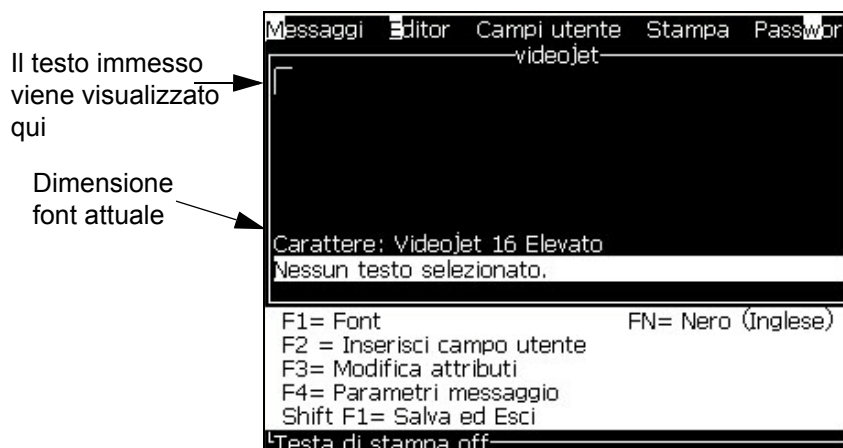 Messaggi Editor Campi utente Stampa Passwor
videojet
Il testo immesso
viene visualizzato
qui
Dimensione
font attuale
Carattere: Videojet 16 Elevato
Nessun testo selezionato.
F1= Font FN= Nero (Inglese)
F2 = Inserisci campo utente
F3= Modifica attributi
F4= Parametri messaggio
Shift F1= Salva ed Esci
Testa di stampa off